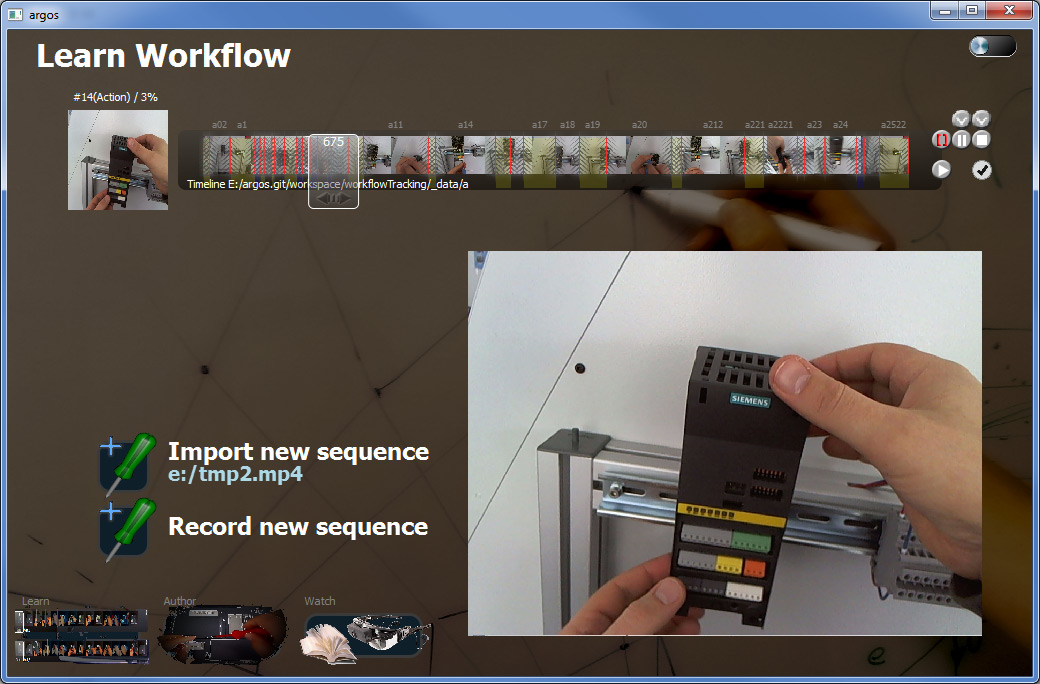 argos
Learn Workflow
#14(Action) / 3%
a02 a1 a11 a14 a17 a18 a19 a20 a212 a221 a2221 a23 a24 a2522
675
Timeline E:/argos.git/workspace/workflowTracking/_data/a
SIEMENS
Import new sequence
e:/tmp2.mp4
Record new sequence
Learn Author Watch
e